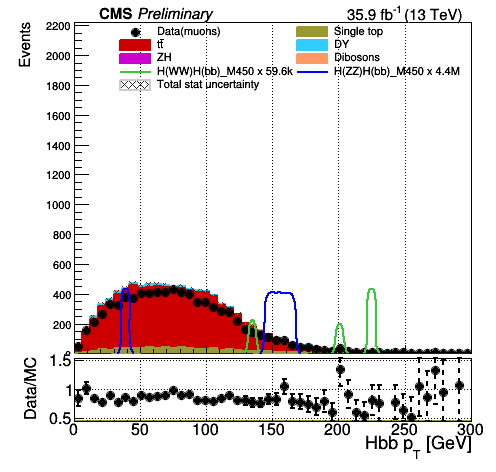 CMS Preliminary 35.9 fb⁻¹ (13 TeV)
Data(muons) Single top
tt̄ DY
ZH Dibosons
H(WW)H(bb)_M450 x 59.6k H(ZZ)H(bb)_M450 x 4.4M
Total stat uncertainty
Events
2200
2000
1800
1600
1400
1200
1000
800
600
400
200
0
Data/MC
1.5
1
0.5
0 50 100 150 200 250 300
Hbb p_T [GeV]